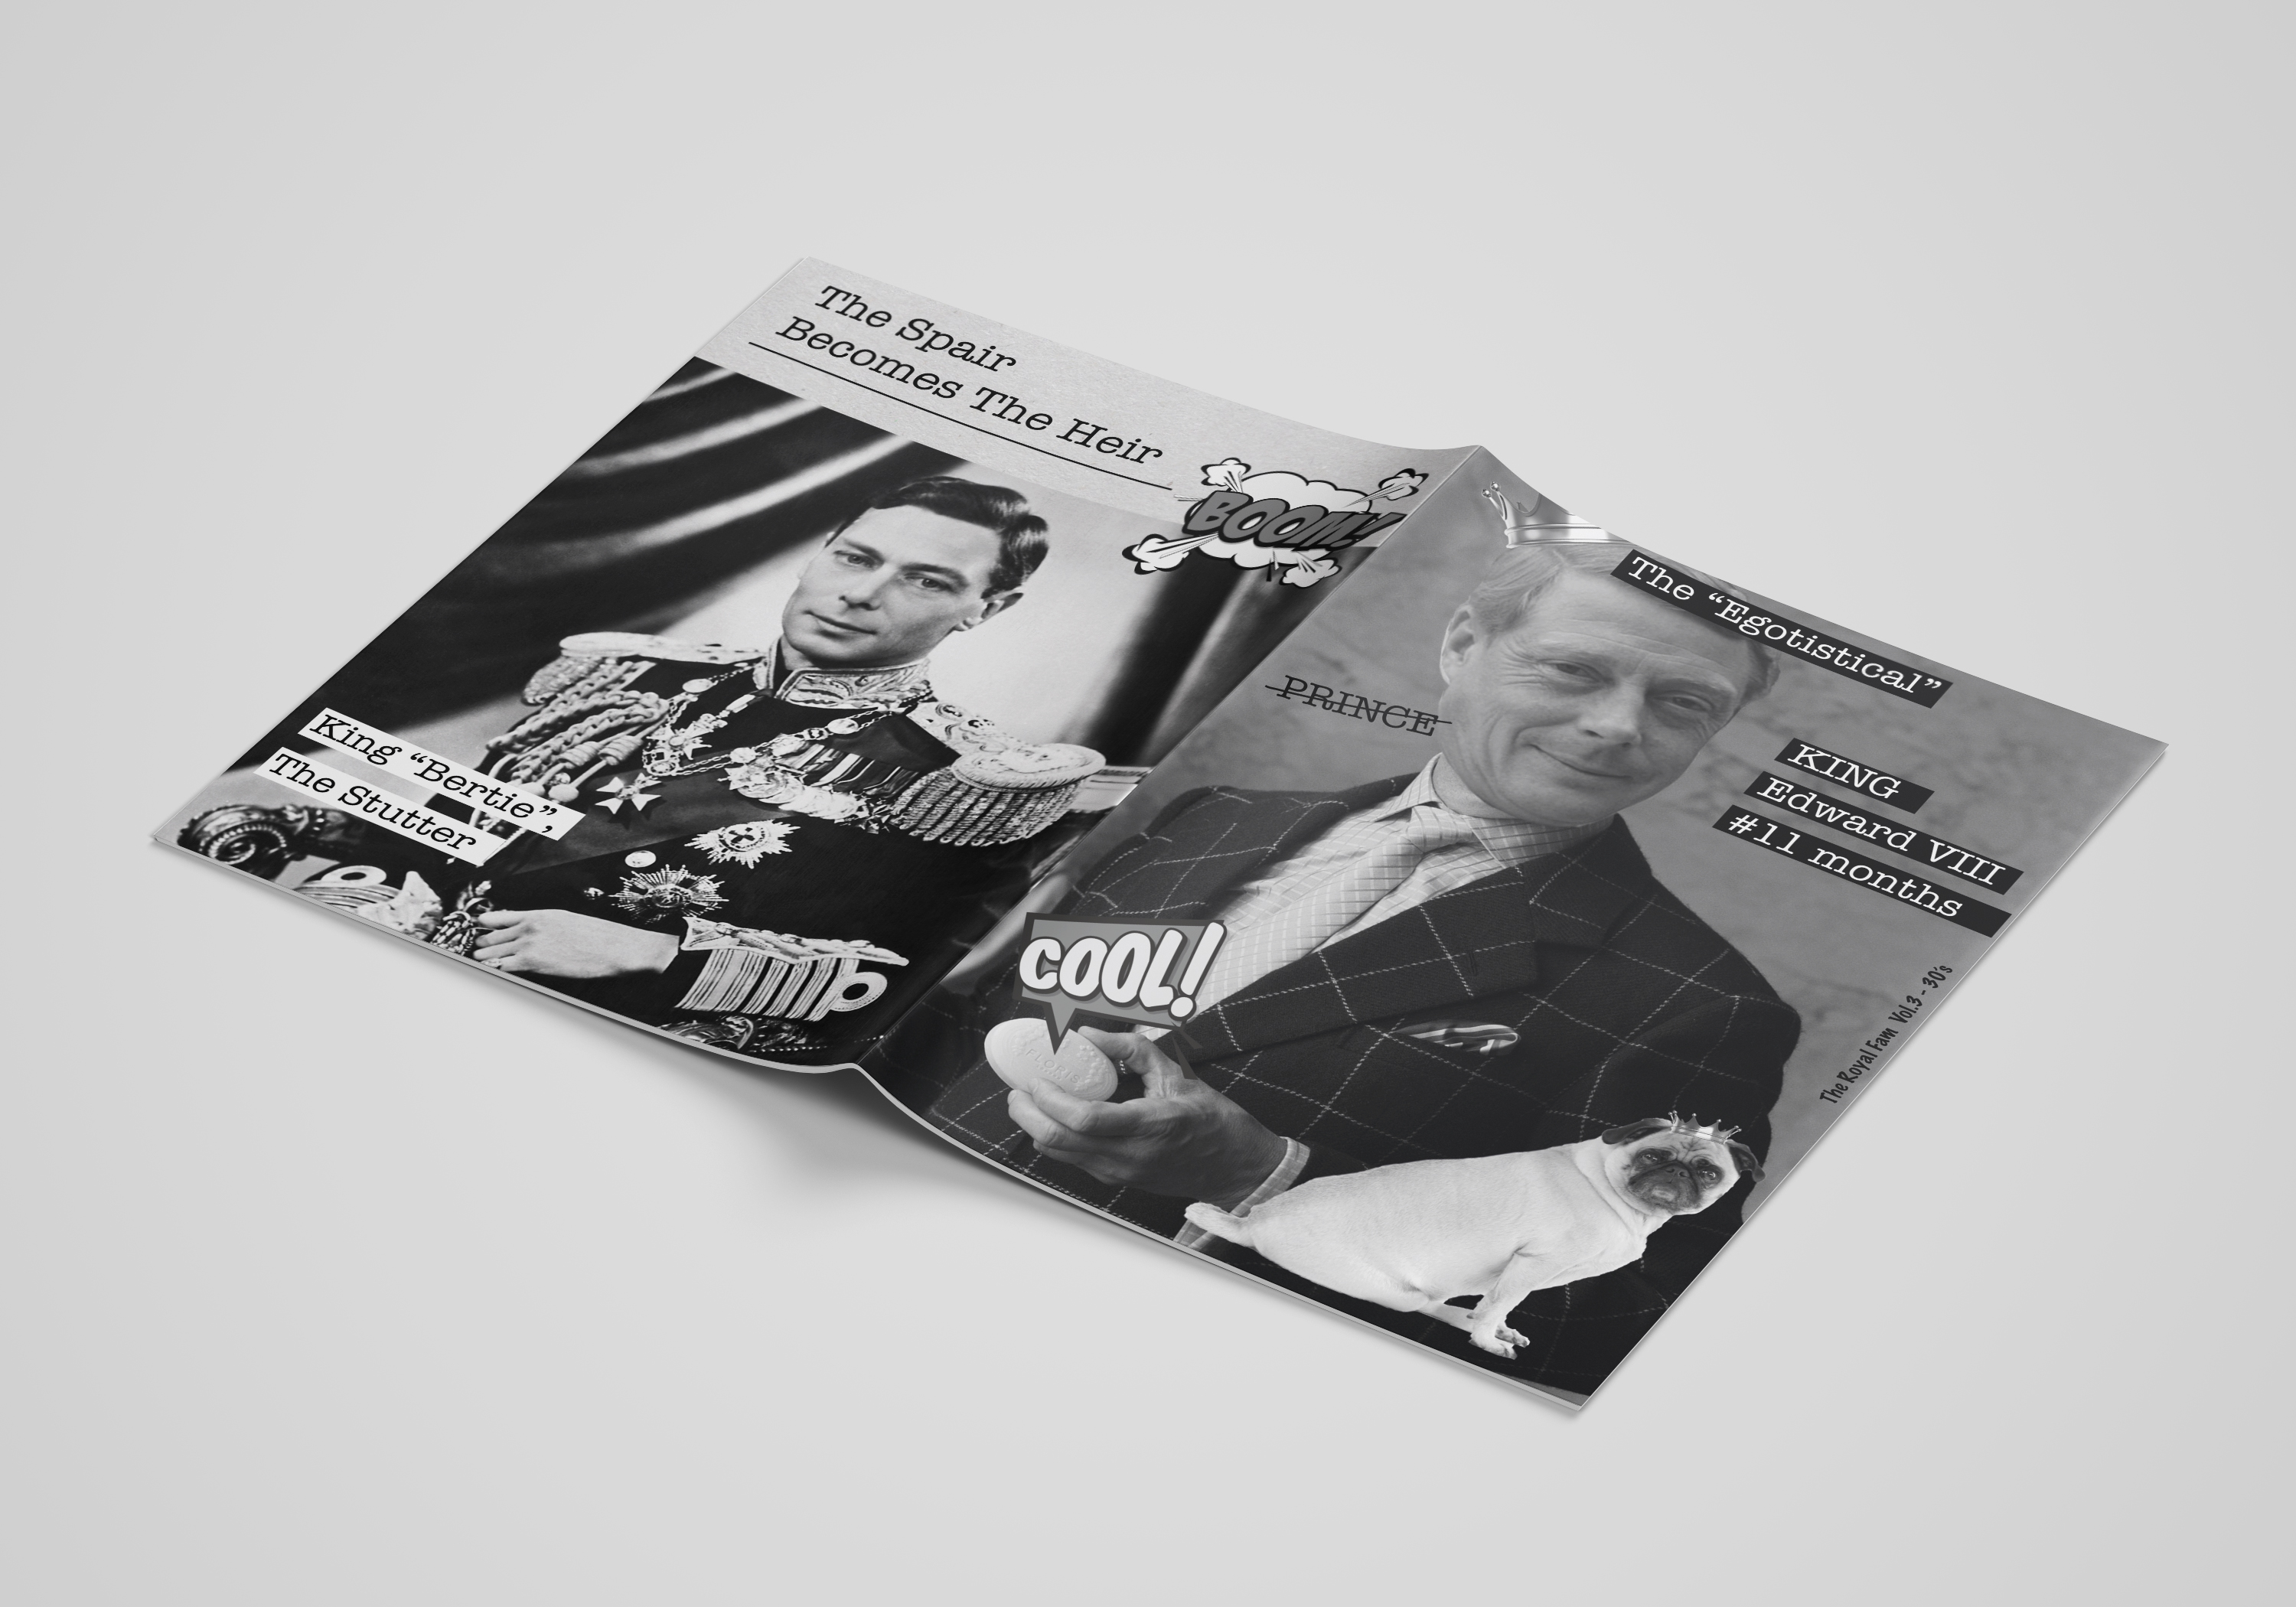 The Spair
Becomes The Heir
BOOM!
King “Bertie”,
The Stutter
The “Egotistical”
PRINCE
KING
Edward VIII
#11 months
COOL!
FLORIS
The Royal Fam Vol.3 - 30's